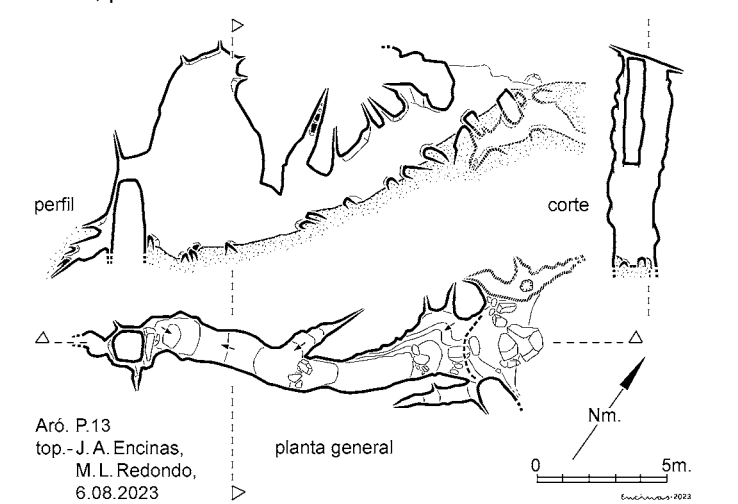 perfil
corte
Aró. P.13
top.- J. A. Encinas,
M. L. Redondo,
6.08.2023
planta general
Nm.
0 5m.
Encinas-2023